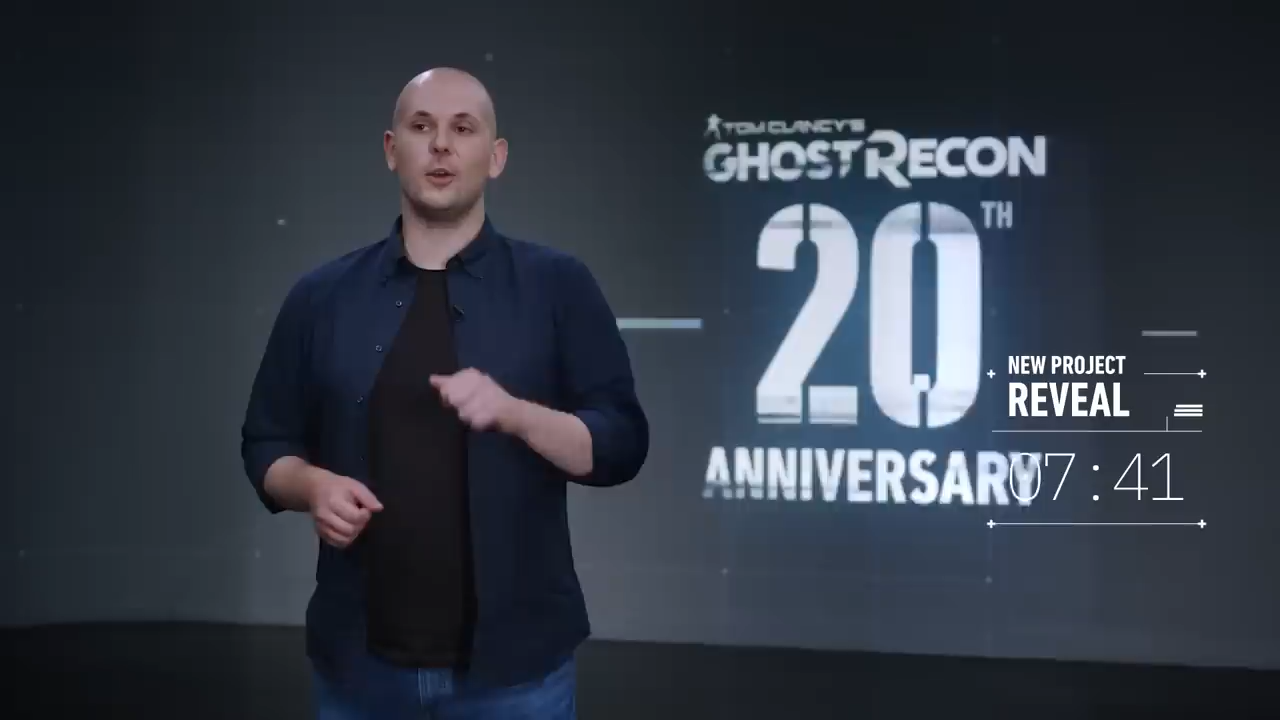 TOM CLANCY'S
GHOST RECON
20TH
ANNIVERSARY
NEW PROJECT
REVEAL
07:41